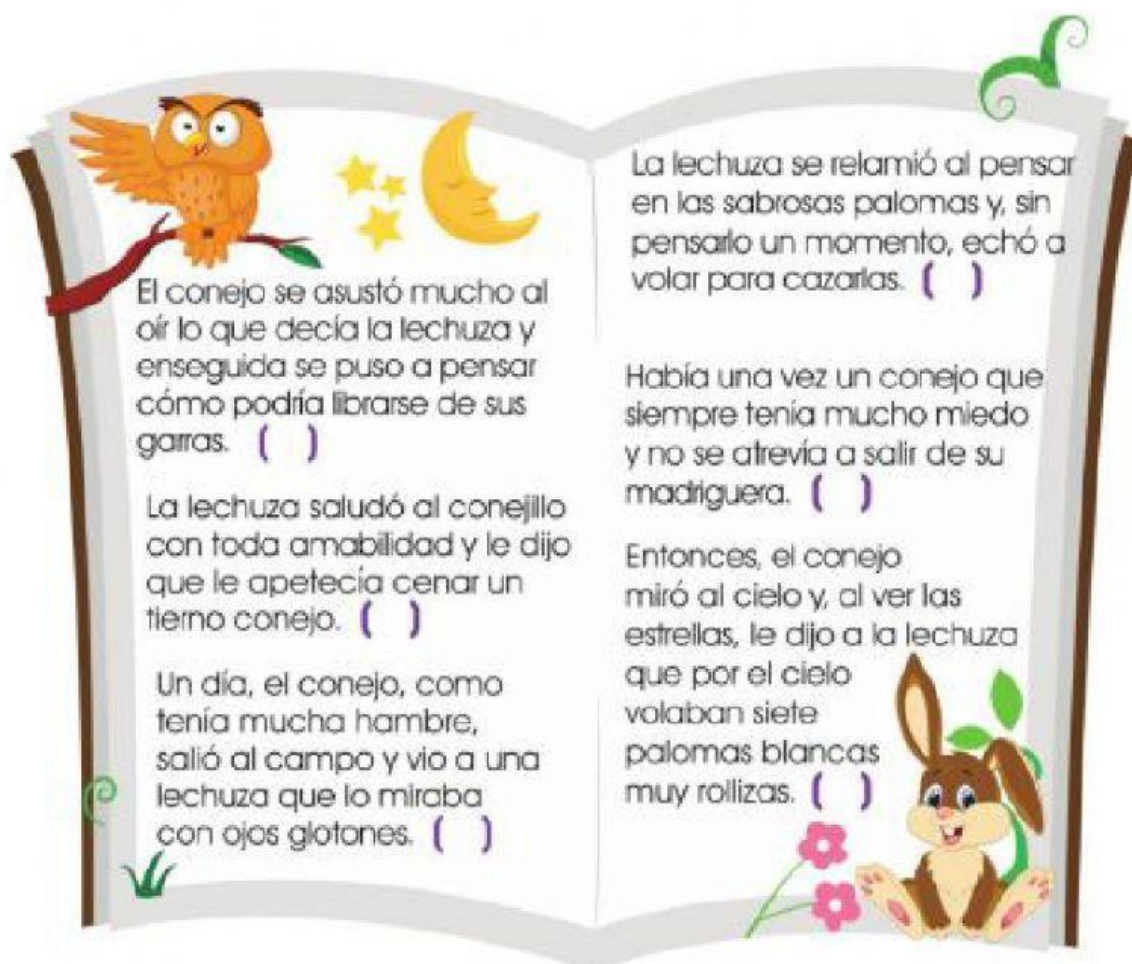 El conejo se asustó mucho al
oír lo que decía la lechuza y
enseguida se puso a pensar
cómo podría librarse de sus
garras. ( )
La lechuza saludó al conejillo
con toda amabilidad y le dijo
que le apetecía cenar un
tierno conejo. ( )
Un día, el conejo, como
tenía mucha hambre,
salió al campo y vio a una
lechuza que lo miraba
con ojos glotones. ( )
La lechuza se relamió al pensar
en las sabrosas palomas y, sin
pensarlo un momento, echó a
volar para cazarlas. ( )
Había una vez un conejo que
siempre tenía mucho miedo
y no se atrevía a salir de su
madriguera. ( )
Entonces, el conejo
miró al cielo y, al ver las
estrellas, le dijo a la lechuza
que por el cielo
volaban siete
palomas blancas
muy rollizas. ( )